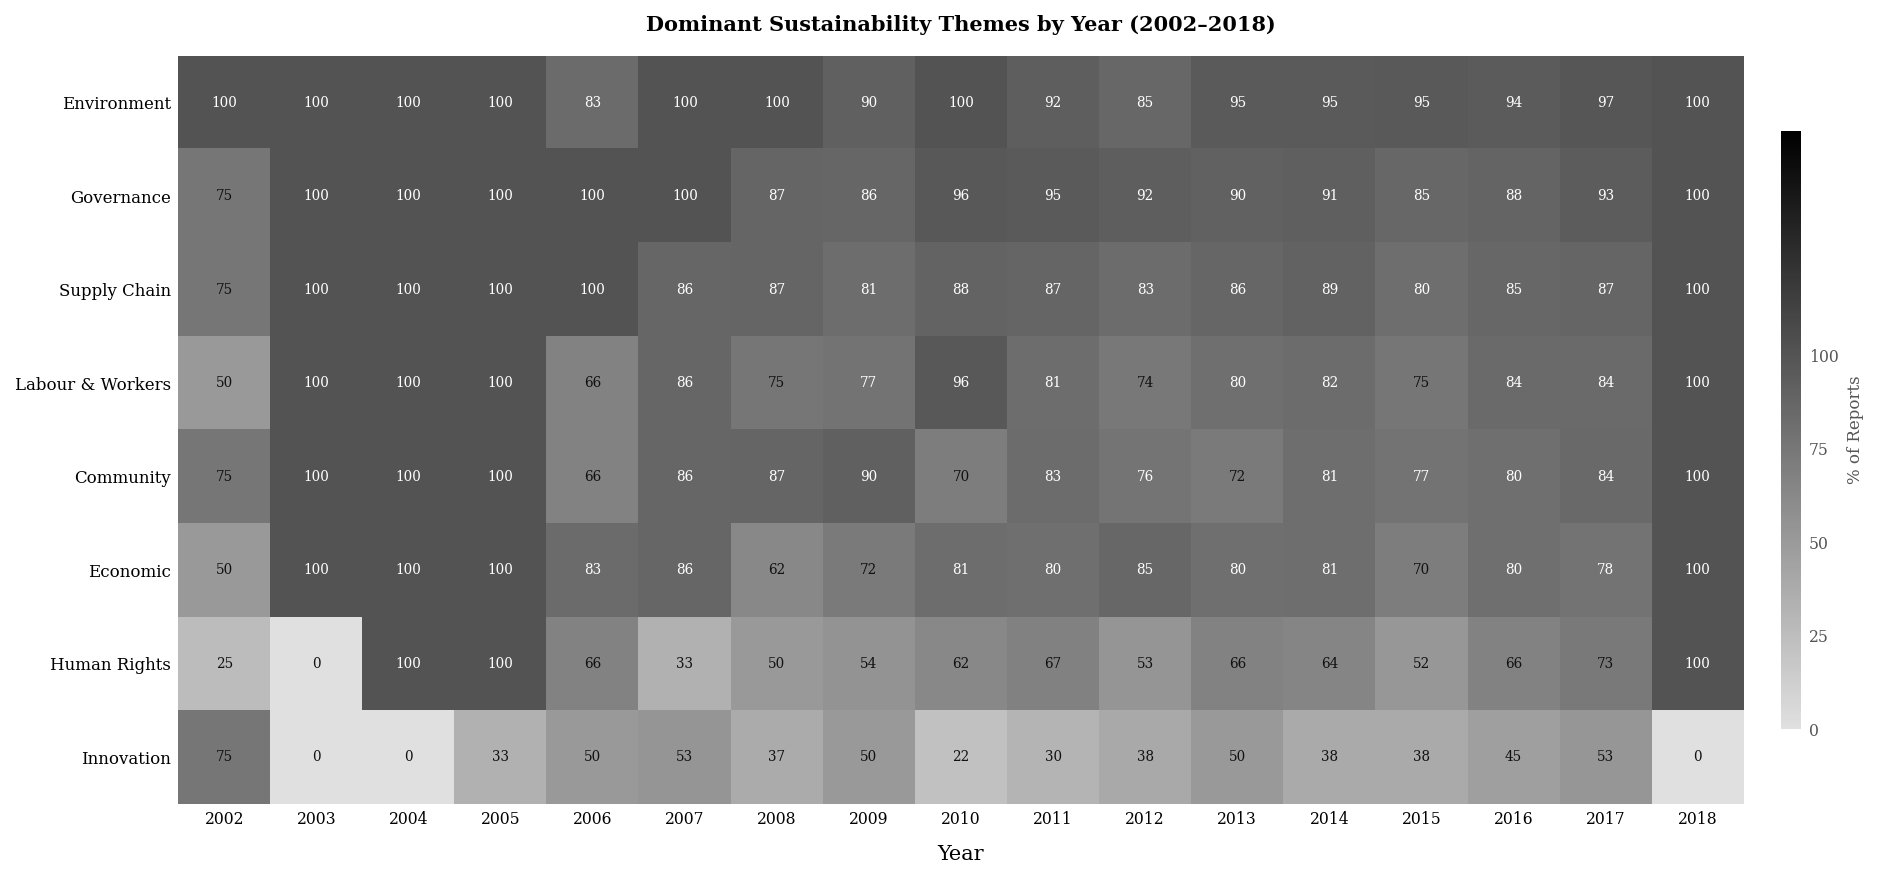 Dominant Sustainability Themes by Year (2002–2018)
Environment 100 100 100 100 83 100 100 90 100 92 85 95 95 95 94 97 100
Governance 75 100 100 100 100 100 87 86 96 95 92 90 91 85 88 93 100
Supply Chain 75 100 100 100 100 86 87 81 88 87 83 86 89 80 85 87 100
Labour & Workers 50 100 100 100 66 86 75 77 96 81 74 80 82 75 84 84 100
Community 75 100 100 100 66 86 87 90 70 83 76 72 81 77 80 84 100
Economic 50 100 100 100 83 86 62 72 81 80 85 80 81 70 80 78 100
Human Rights 25 0 100 100 66 33 50 54 62 67 53 66 64 52 66 73 100
Innovation 75 0 0 33 50 53 37 50 22 30 38 50 38 38 45 53 0
2002 2003 2004 2005 2006 2007 2008 2009 2010 2011 2012 2013 2014 2015 2016 2017 2018
Year
100
75
50
25
0
% of Reports